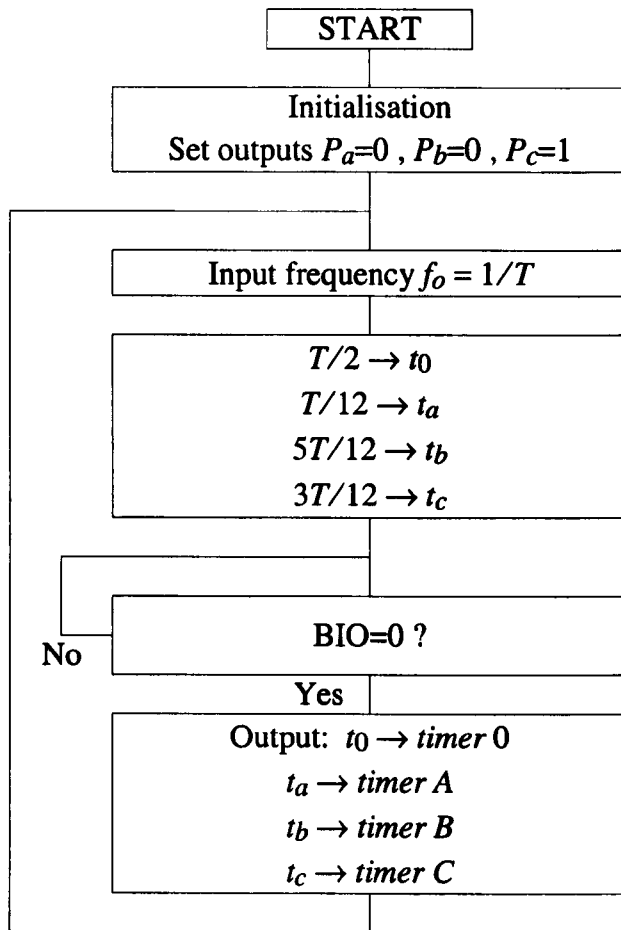 START
Initialisation
Set outputs Pa=0 , Pb=0 , Pc=1
Input frequency fo = 1/T
T/2 → t0
T/12 → ta
5T/12 → tb
3T/12 → tc
BIO=0 ?
No
Yes
Output: t0 → timer 0
ta → timer A
tb → timer B
tc → timer C